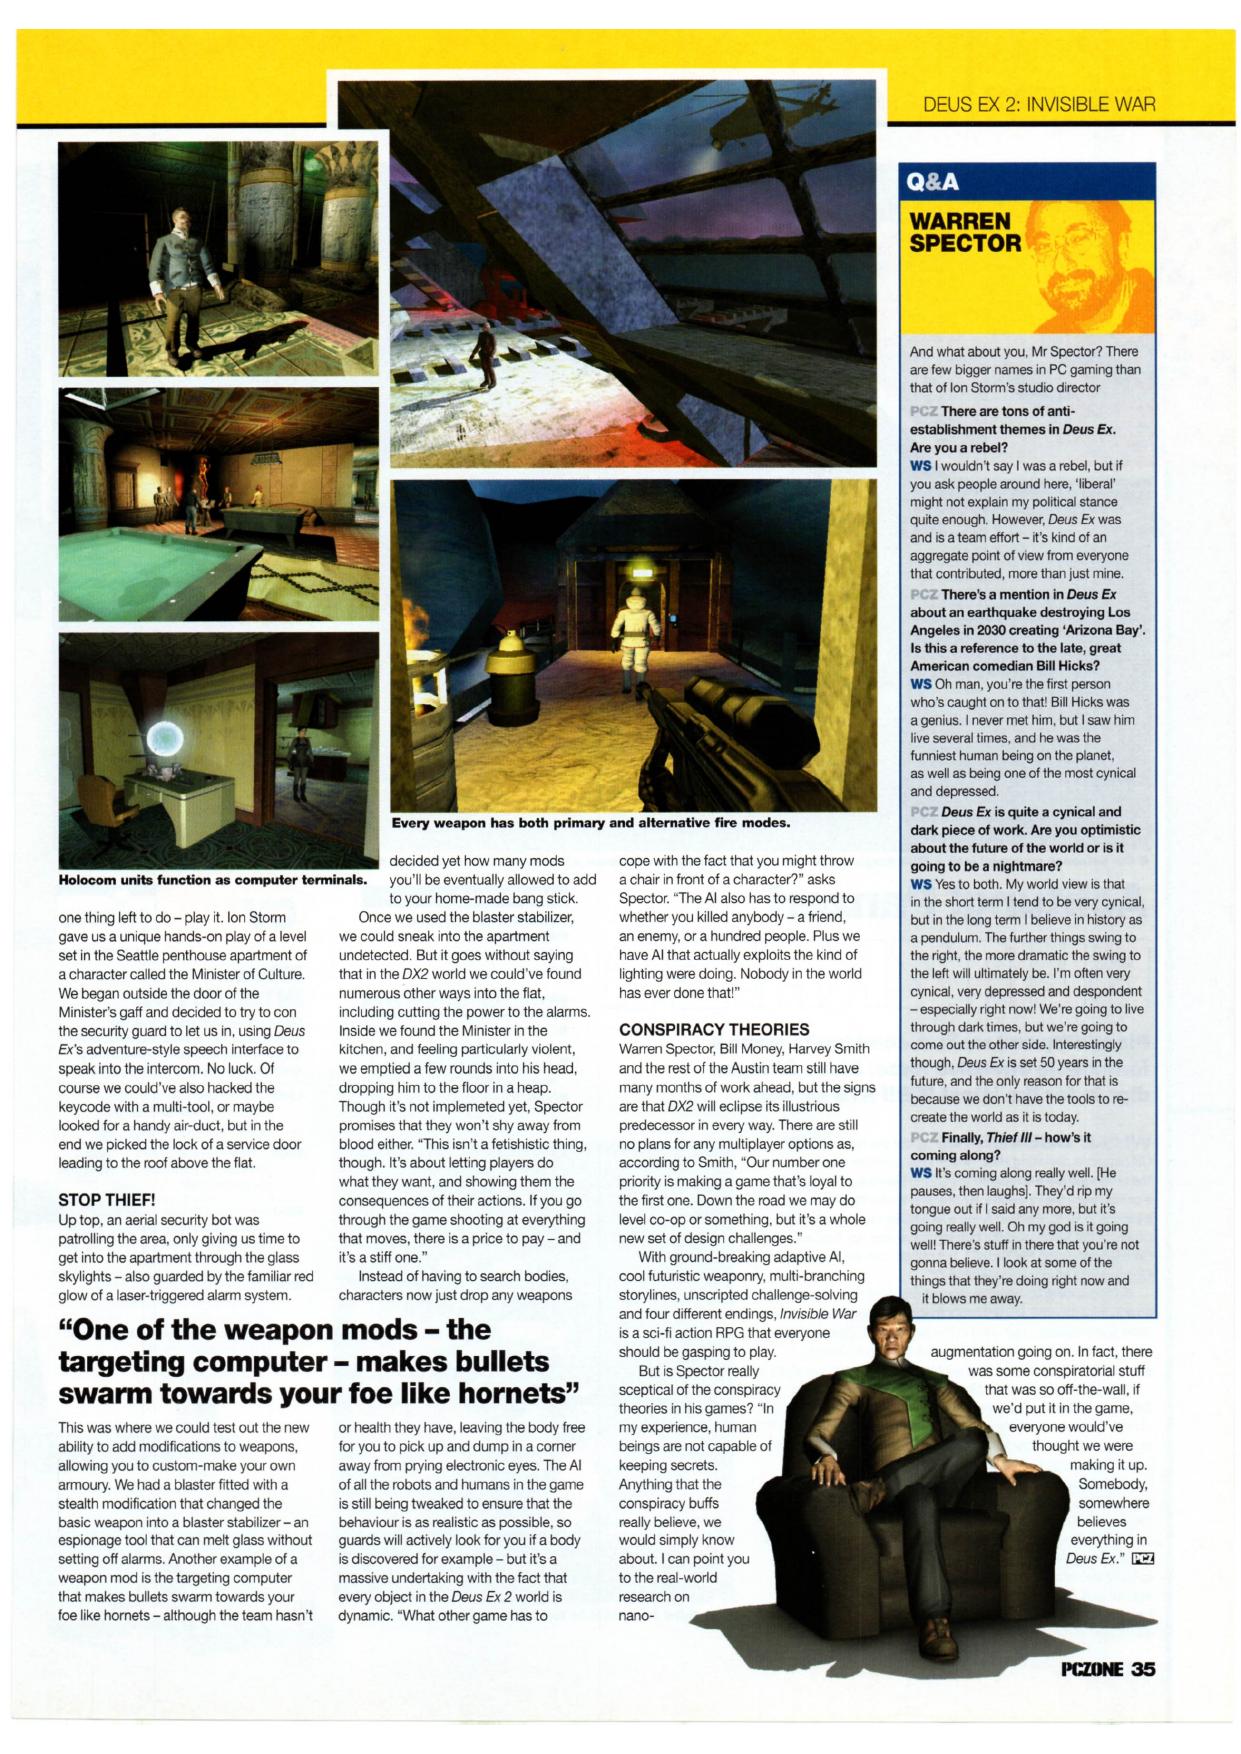 DEUS EX 2: INVISIBLE WAR
Holocom units function as computer terminals.
Every weapon has both primary and alternative fire modes.
one thing left to do – play it. Ion Storm
gave us a unique hands-on play of a level
set in the Seattle penthouse apartment of
a character called the Minister of Culture.
We began outside the door of the
Minister's gaff and decided to try to con
the security guard to let us in, using Deus
Ex's adventure-style speech interface to
speak into the intercom. No luck. Of
course we could've also hacked the
keycode with a multi-tool, or maybe
looked for a handy air-duct, but in the
end we picked the lock of a service door
leading to the roof above the flat.
STOP THIEF!
Up top, an aerial security bot was
patrolling the area, only giving us time to
get into the apartment through the glass
skylights – also guarded by the familiar red
glow of a laser-triggered alarm system.
"One of the weapon mods – the
targeting computer – makes bullets
swarm towards your foe like hornets"
This was where we could test out the new
ability to add modifications to weapons,
allowing you to custom-make your own
armoury. We had a blaster fitted with a
stealth modification that changed the
basic weapon into a blaster stabilizer – an
espionage tool that can melt glass without
setting off alarms. Another example of a
weapon mod is the targeting computer
that makes bullets swarm towards your
foe like hornets – although the team hasn't
decided yet how many mods
you'll be eventually allowed to add
to your home-made bang stick.
Once we used the blaster stabilizer,
we could sneak into the apartment
undetected. But it goes without saying
that in the DX2 world we could've found
numerous other ways into the flat,
including cutting the power to the alarms.
Inside we found the Minister in the
kitchen, and feeling particularly violent,
we emptied a few rounds into his head,
dropping him to the floor in a heap.
Though it's not implemeted yet, Spector
promises that they won't shy away from
blood either. "This isn't a fetishistic thing,
though. It's about letting players do
what they want, and showing them the
consequences of their actions. If you go
through the game shooting at everything
that moves, there is a price to pay – and
it's a stiff one."
Instead of having to search bodies,
characters now just drop any weapons
or health they have, leaving the body free
for you to pick up and dump in a corner
away from prying electronic eyes. The AI
of all the robots and humans in the game
is still being tweaked to ensure that the
behaviour is as realistic as possible, so
guards will actively look for you if a body
is discovered for example – but it's a
massive undertaking with the fact that
every object in the Deus Ex 2 world is
dynamic. "What other game has to
cope with the fact that you might throw
a chair in front of a character?" asks
Spector. "The AI also has to respond to
whether you killed anybody – a friend,
an enemy, or a hundred people. Plus we
have AI that actually exploits the kind of
lighting were doing. Nobody in the world
has ever done that!"
CONSPIRACY THEORIES
Warren Spector, Bill Money, Harvey Smith
and the rest of the Austin team still have
many months of work ahead, but the signs
are that DX2 will eclipse its illustrious
predecessor in every way. There are still
no plans for any multiplayer options as,
according to Smith, "Our number one
priority is making a game that's loyal to
the first one. Down the road we may do
level co-op or something, but it's a whole
new set of design challenges."
With ground-breaking adaptive AI,
cool futuristic weaponry, multi-branching
storylines, unscripted challenge-solving
and four different endings, Invisible War
is a sci-fi action RPG that everyone
should be gasping to play.
But is Spector really
sceptical of the conspiracy
theories in his games? "In
my experience, human
beings are not capable of
keeping secrets.
Anything that the
conspiracy buffs
really believe, we
would simply know
about. I can point you
to the real-world
research on
nano-
augmentation going on. In fact, there
was some conspiratorial stuff
that was so off-the-wall, if
we'd put it in the game,
everyone would've
thought we were
making it up.
Somebody,
somewhere
believes
everything in
Deus Ex." PCZ
Q&A
WARREN
SPECTOR
And what about you, Mr Spector? There
are few bigger names in PC gaming than
that of Ion Storm's studio director
PCZ There are tons of anti-
establishment themes in Deus Ex.
Are you a rebel?
WS I wouldn't say I was a rebel, but if
you ask people around here, 'liberal'
might not explain my political stance
quite enough. However, Deus Ex was
and is a team effort – it's kind of an
aggregate point of view from everyone
that contributed, more than just mine.
PCZ There's a mention in Deus Ex
about an earthquake destroying Los
Angeles in 2030 creating 'Arizona Bay'.
Is this a reference to the late, great
American comedian Bill Hicks?
WS Oh man, you're the first person
who's caught on to that! Bill Hicks was
a genius. I never met him, but I saw him
live several times, and he was the
funniest human being on the planet,
as well as being one of the most cynical
and depressed.
PCZ Deus Ex is quite a cynical and
dark piece of work. Are you optimistic
about the future of the world or is it
going to be a nightmare?
WS Yes to both. My world view is that
in the short term I tend to be very cynical,
but in the long term I believe in history as
a pendulum. The further things swing to
the right, the more dramatic the swing to
the left will ultimately be. I'm often very
cynical, very depressed and despondent
– especially right now! We're going to live
through dark times, but we're going to
come out the other side. Interestingly
though, Deus Ex is set 50 years in the
future, and the only reason for that is
because we don't have the tools to re-
create the world as it is today.
PCZ Finally, Thief III – how's it
coming along?
WS It's coming along really well. [He
pauses, then laughs]. They'd rip my
tongue out if I said any more, but it's
going really well. Oh my god is it going
well! There's stuff in there that you're not
gonna believe. I look at some of the
things that they're doing right now and
it blows me away.
PCZONE 35